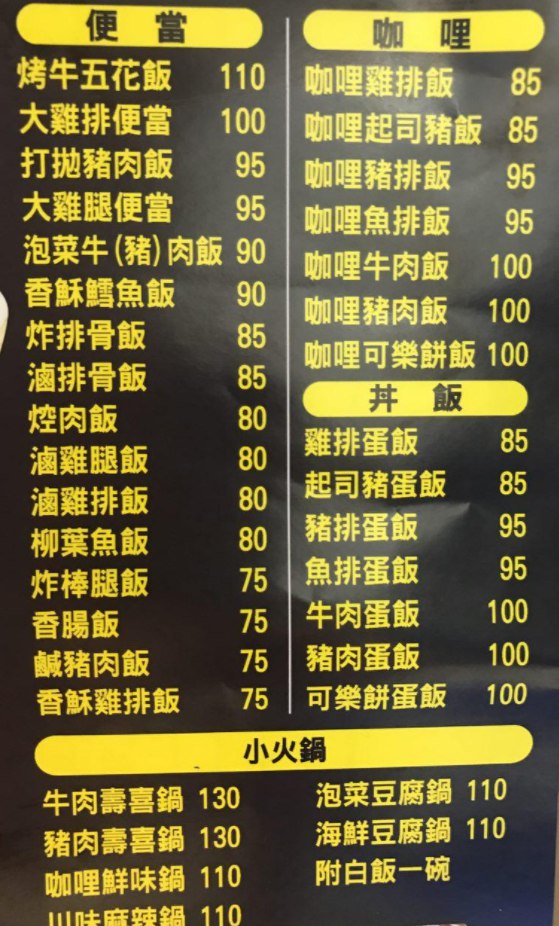 便當
烤牛五花飯 110
大雞排便當 100
打拋豬肉飯 95
大雞腿便當 95
泡菜牛(豬)肉飯 90
香酥鱈魚飯 90
炸排骨飯 85
滷排骨飯 85
焢肉飯 80
滷雞腿飯 80
滷雞排飯 80
柳葉魚飯 80
炸棒腿飯 75
香腸飯 75
鹹豬肉飯 75
香酥雞排飯 75
咖哩
咖哩雞排飯 85
咖哩起司豬飯 85
咖哩豬排飯 95
咖哩魚排飯 95
咖哩牛肉飯 100
咖哩豬肉飯 100
咖哩可樂餅飯 100
丼飯
雞排蛋飯 85
起司豬蛋飯 85
豬排蛋飯 95
魚排蛋飯 95
牛肉蛋飯 100
豬肉蛋飯 100
可樂餅蛋飯 100
小火鍋
牛肉壽喜鍋 130
豬肉壽喜鍋 130
咖哩鮮味鍋 110
川味麻辣鍋 110
泡菜豆腐鍋 110
海鮮豆腐鍋 110
附白飯一碗